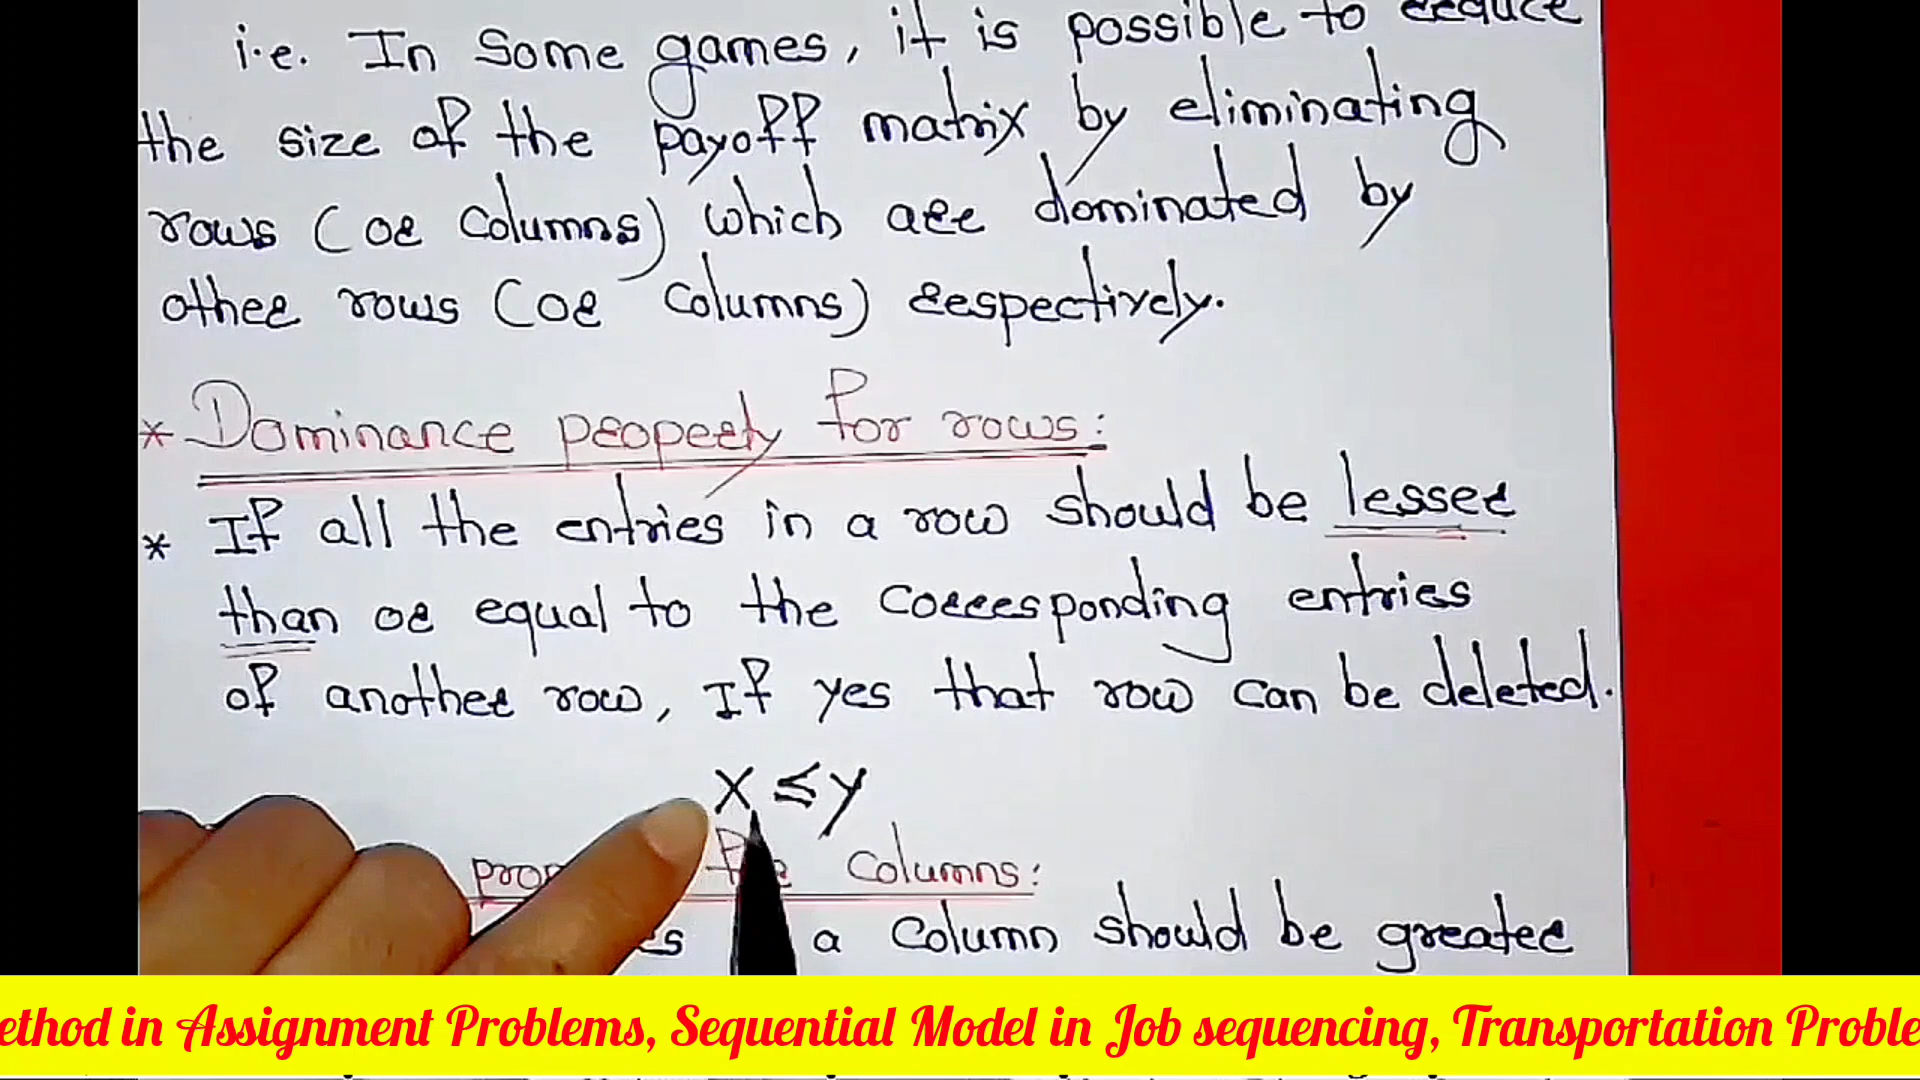 i.e. In Some games, it is possible to reduce
the size of the payoff matrix by eliminating
rows (or Columns) which are dominated by
other rows (or Columns) respectively.
* Dominance property for rows:
* If all the entries in a row should be lesser
than or equal to the corresponding entries
of another row, If yes that row can be deleted.
X ≤ Y
Columns:
a Column should be greater
ethod in Assignment Problems, Sequential Model in Job sequencing, Transportation Proble